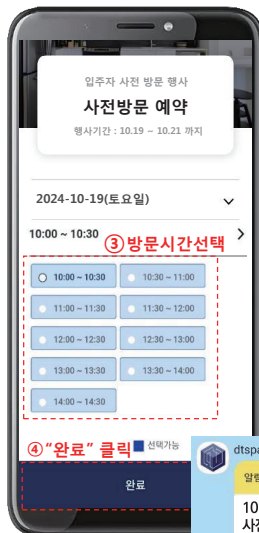 입주자 사전 방문 행사
사전방문 예약
행사기간 : 10.19 ~ 10.21 까지
2024-10-19(토요일)
10:00 ~ 10:30
③방문시간선택
10:00 ~ 10:30
10:30 ~ 11:00
11:00 ~ 11:30
11:30 ~ 12:00
12:00 ~ 12:30
12:30 ~ 13:00
13:00 ~ 13:30
13:30 ~ 14:00
14:00 ~ 14:30
④“완료” 클릭
선택가능
완료
dtspa
알림
10
사전